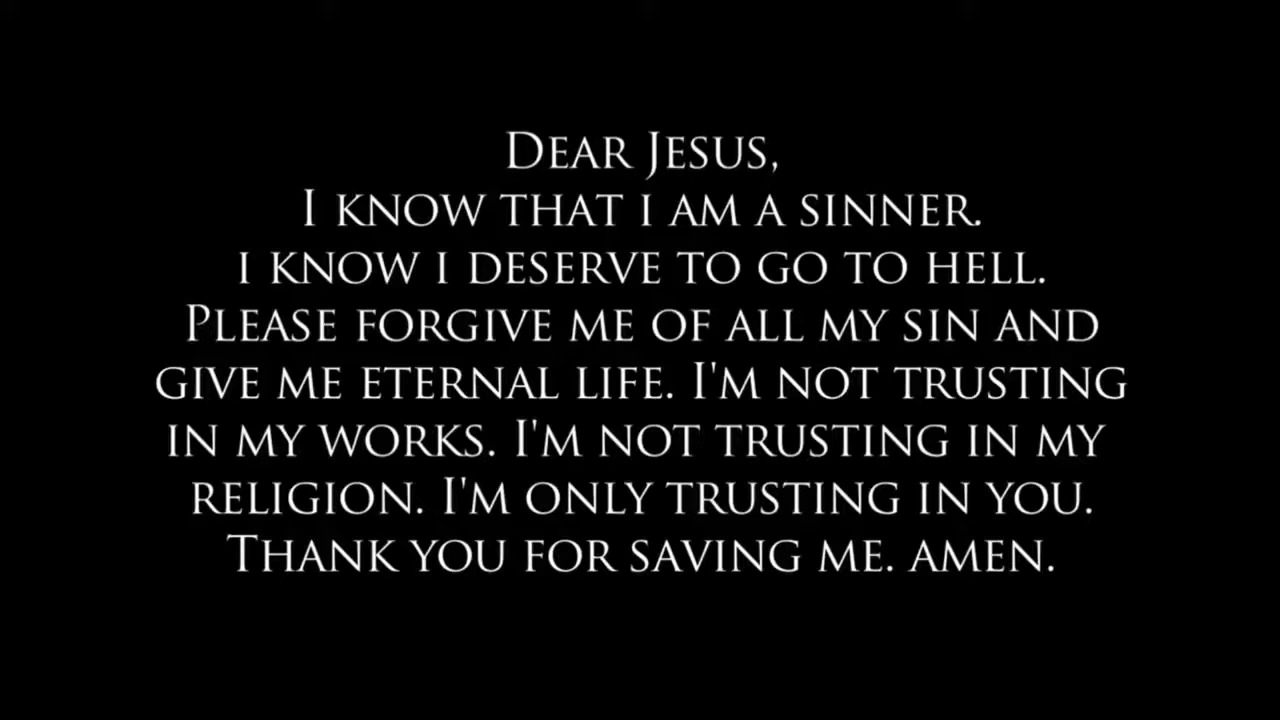 Dear Jesus,
I know that i am a sinner.
i know i deserve to go to hell.
Please forgive me of all my sin and
give me eternal life. I'm not trusting
in my works. I'm not trusting in my
religion. I'm only trusting in you.
Thank you for saving me. amen.